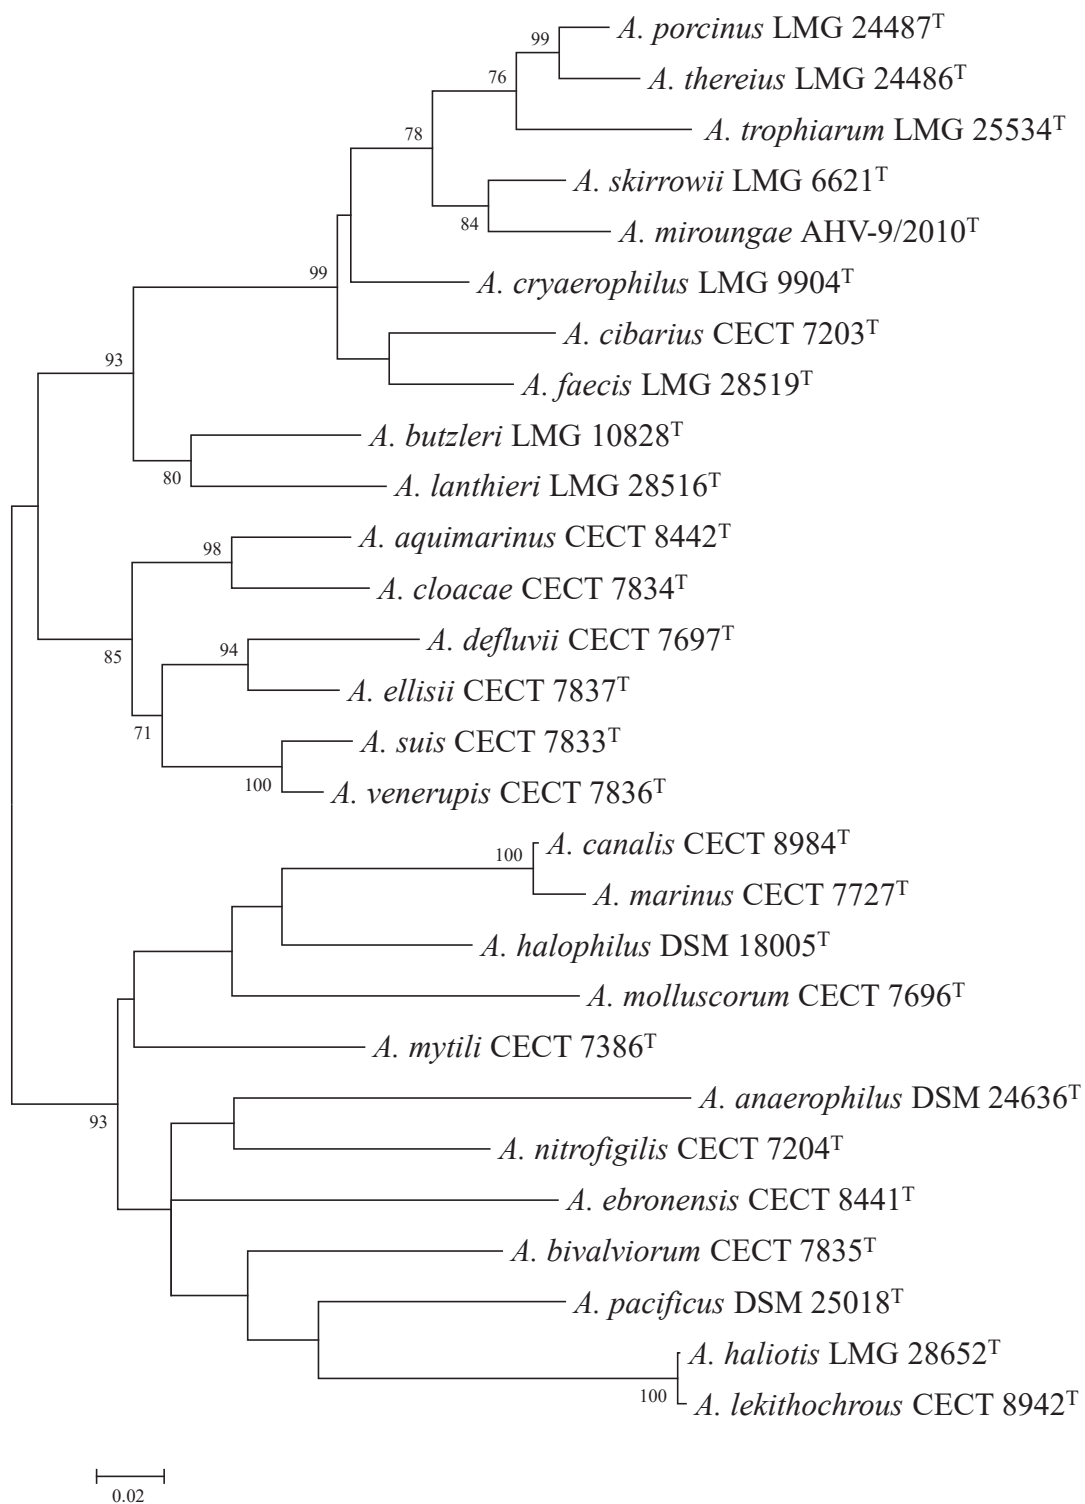 A. porcinus LMG 24487T
99
A. thereius LMG 24486T
76
A. trophiarum LMG 25534T
78
A. skirrowii LMG 6621T
84
A. miroungae AHV-9/2010T
99
A. cryaerophilus LMG 9904T
A. cibarius CECT 7203T
93
A. faecis LMG 28519T
A. butzleri LMG 10828T
80
A. lanthieri LMG 28516T
A. aquimarinus CECT 8442T
98
A. cloacae CECT 7834T
A. defluvii CECT 7697T
85
94
A. ellisii CECT 7837T
71
A. suis CECT 7833T
100
A. venerupis CECT 7836T
A. canalis CECT 8984T
100
A. marinus CECT 7727T
A. halophilus DSM 18005T
A. molluscorum CECT 7696T
A. mytili CECT 7386T
A. anaerophilus DSM 24636T
93
A. nitrofigilis CECT 7204T
A. ebronensis CECT 8441T
A. bivalviorum CECT 7835T
A. pacificus DSM 25018T
A. haliotis LMG 28652T
100
A. lekithochrous CECT 8942T
0.02